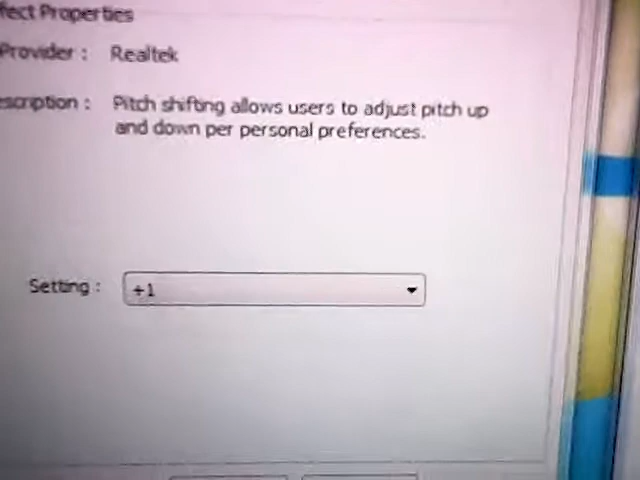 fect Properties
Provider : Realtek
scription : Pitch shifting allows users to adjust pitch up
and down per personal preferences.
Setting : +1